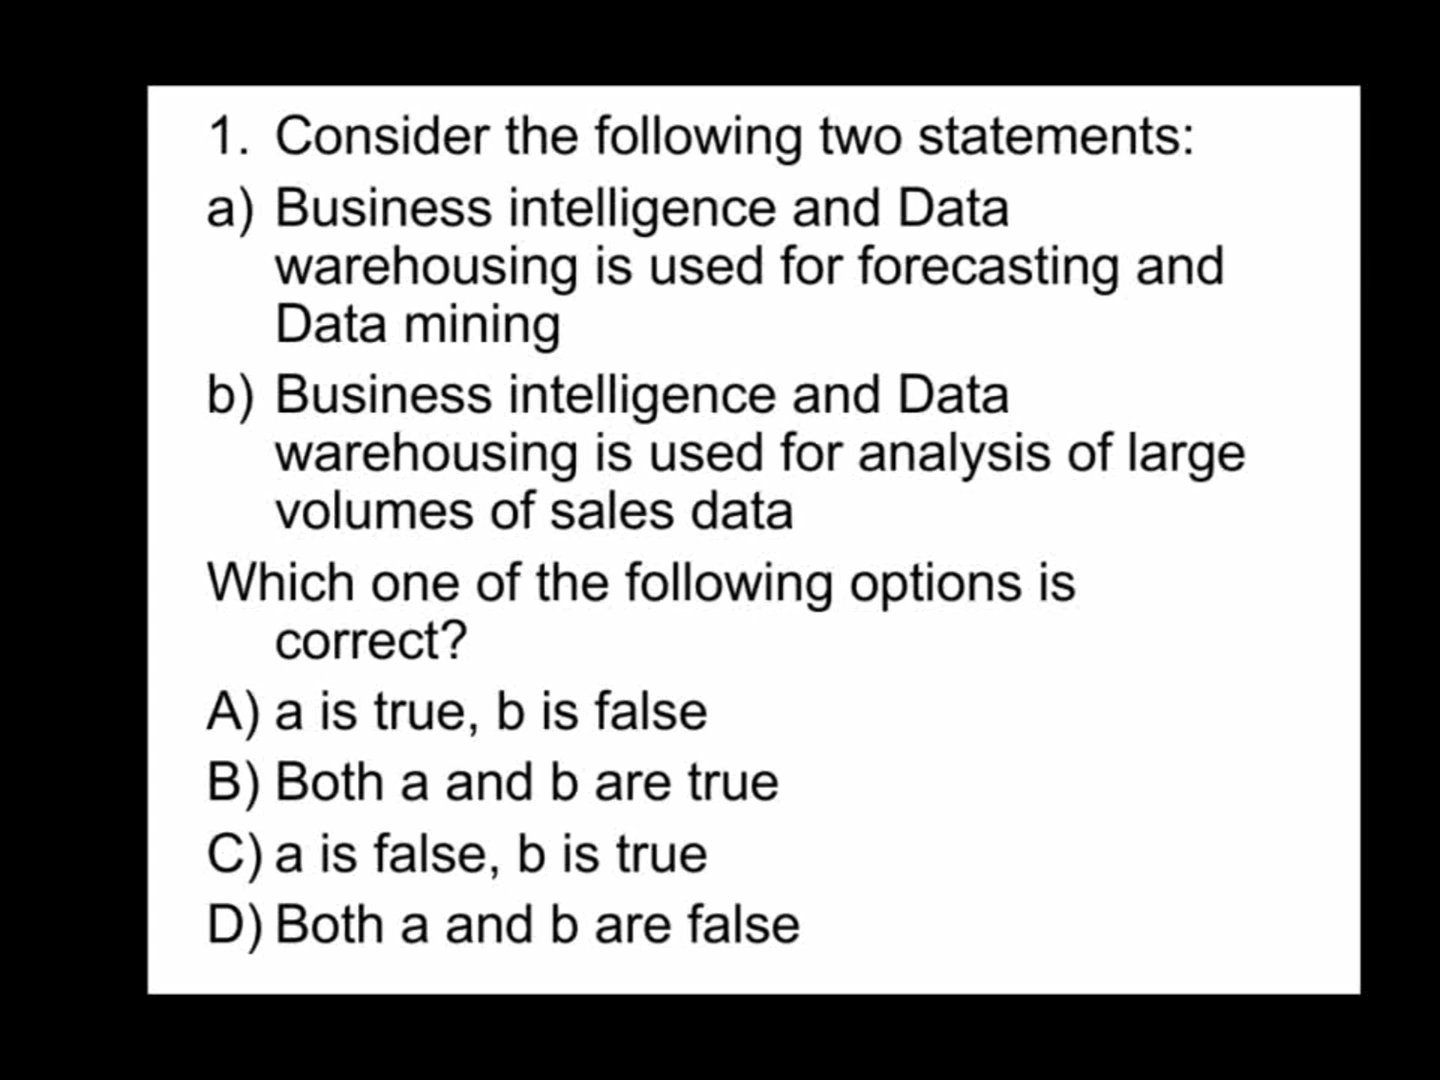 1. Consider the following two statements:
a) Business intelligence and Data
warehousing is used for forecasting and
Data mining
b) Business intelligence and Data
warehousing is used for analysis of large
volumes of sales data
Which one of the following options is
correct?
A) a is true, b is false
B) Both a and b are true
C) a is false, b is true
D) Both a and b are false